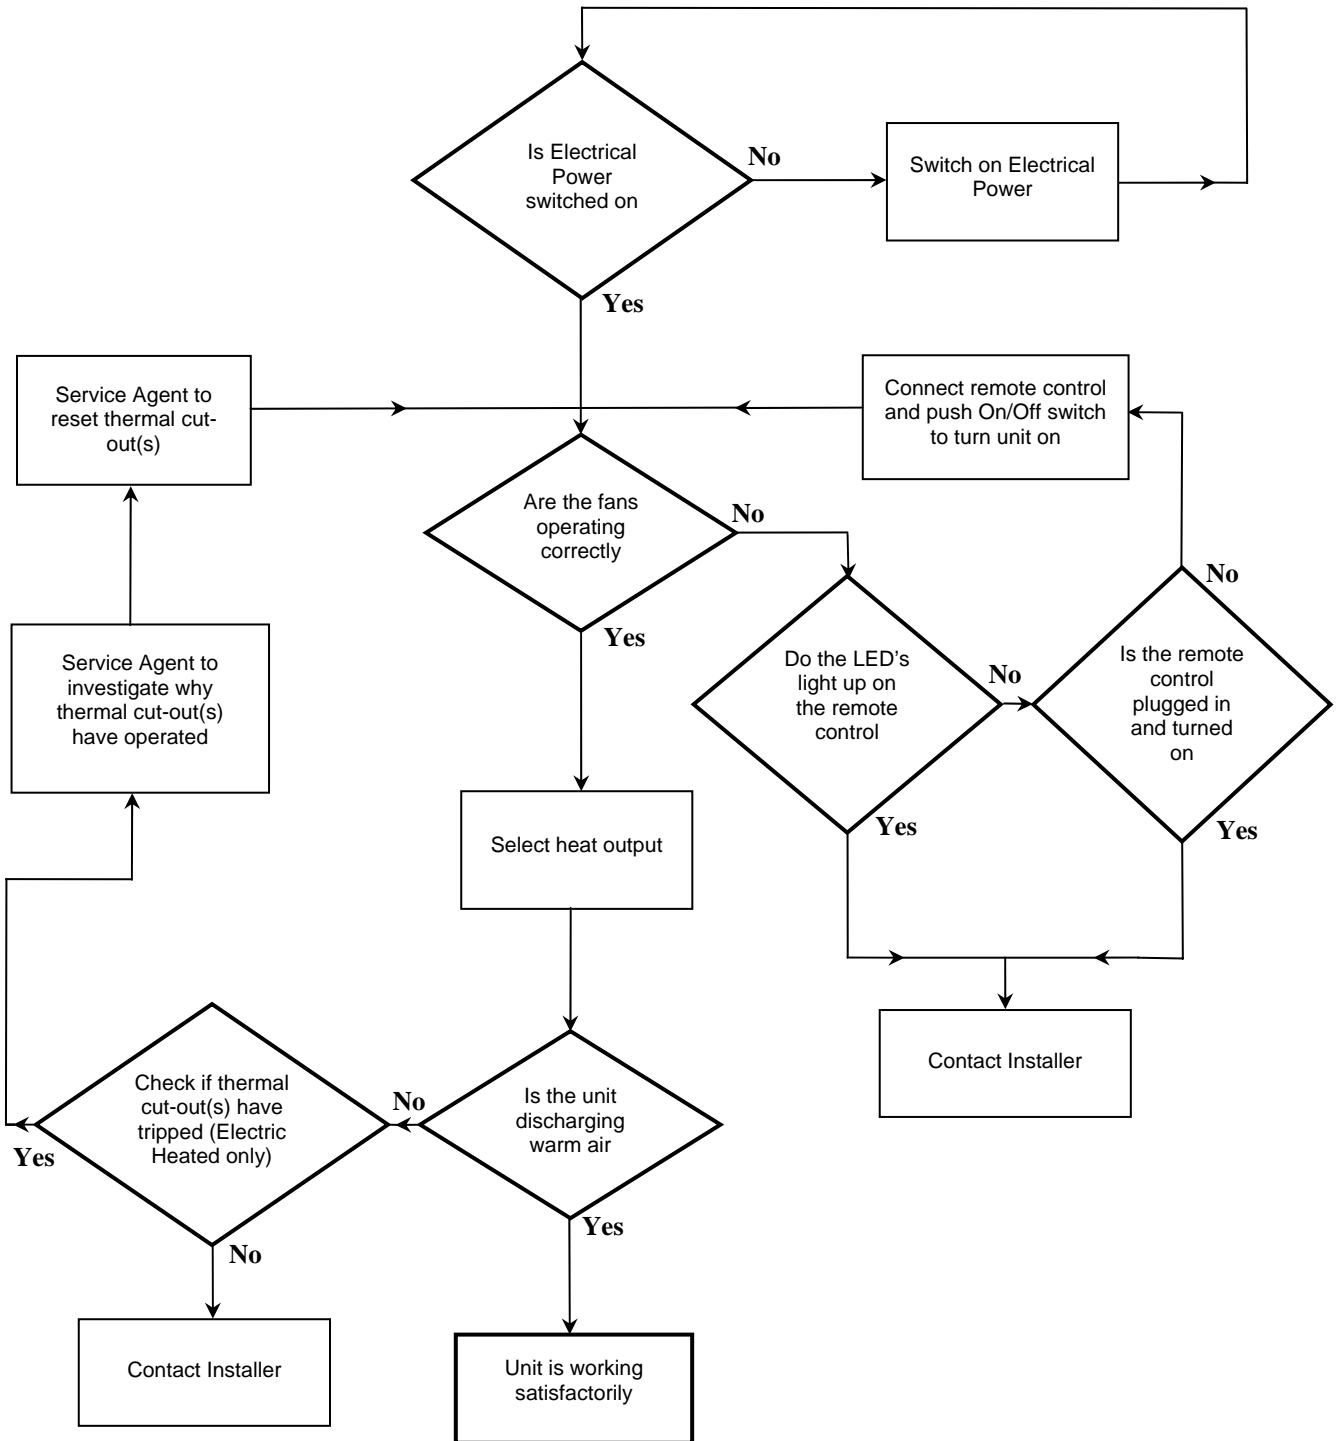 Is Electrical
Power
switched on
No
Switch on Electrical
Power
Yes
Service Agent to
reset thermal cut-
out(s)
Connect remote control
and push On/Off switch
to turn unit on
Are the fans
operating
correctly
No
Yes
Do the LED's
light up on
the remote
control
No
Is the remote
control
plugged in
and turned
on
No
Yes
Yes
Service Agent to
investigate why
thermal cut-out(s)
have operated
Select heat output
Contact Installer
Check if thermal
cut-out(s) have
tripped (Electric
Heated only)
Yes
No
Is the unit
discharging
warm air
No
Yes
Contact Installer
Unit is working
satisfactorily